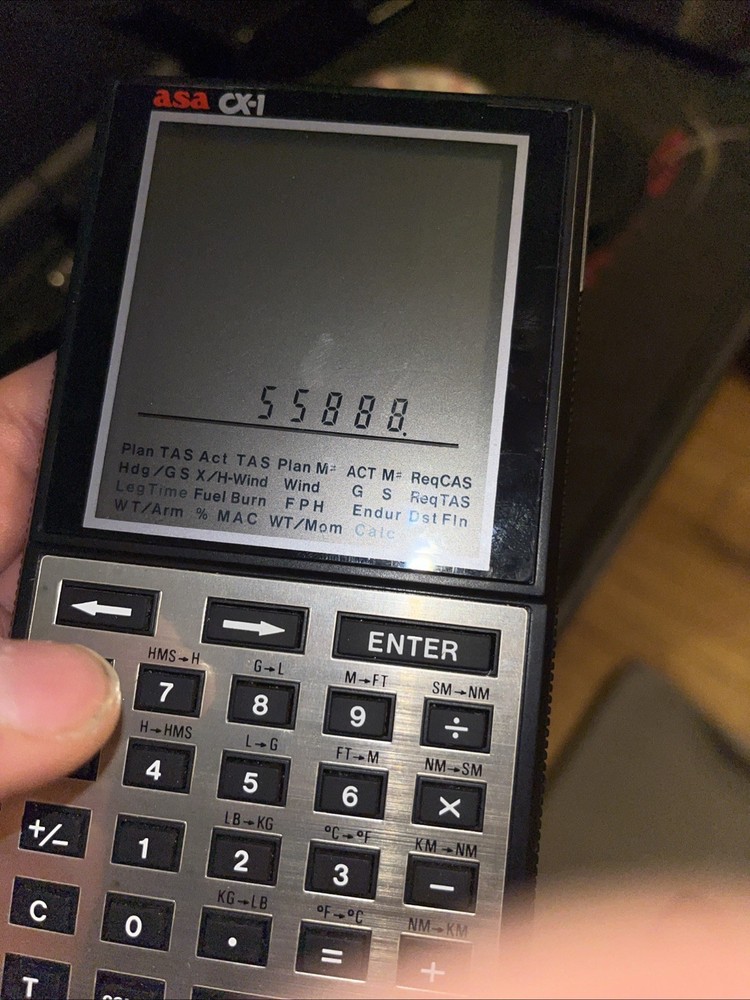 asa CX-1
55888.
Plan TAS Act TAS Plan M# ACT M# ReqCAS
Hdg/GS X/H-Wind Wind G S ReqTAS
LegTime Fuel Burn F P H Endur Dst Fln
WT/Arm % MAC WT/Mom Calc
← → ENTER
HMS→H G→L M→FT SM→NM
7 8 9 ÷
H→HMS L→G FT→M NM→SM
4 5 6 ×
LB→KG °C→°F KM→NM
+/− 1 2 3 −
KG→LB °F→°C NM→KM
C 0 . = +
T